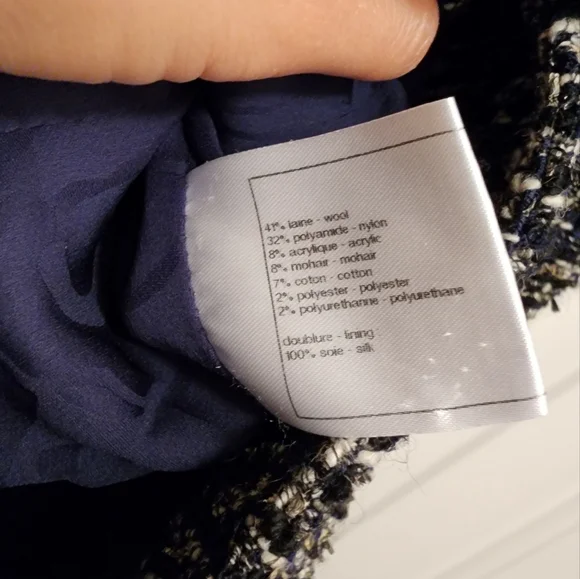 41% laine - wool
32% polyamide - nylon
8% acrylique - acrylic
8% mohair - mohair
7% coton - cotton
2% polyester - polyester
2% polyurethanne - polyurethane
doublure - lining:
100% soie - silk